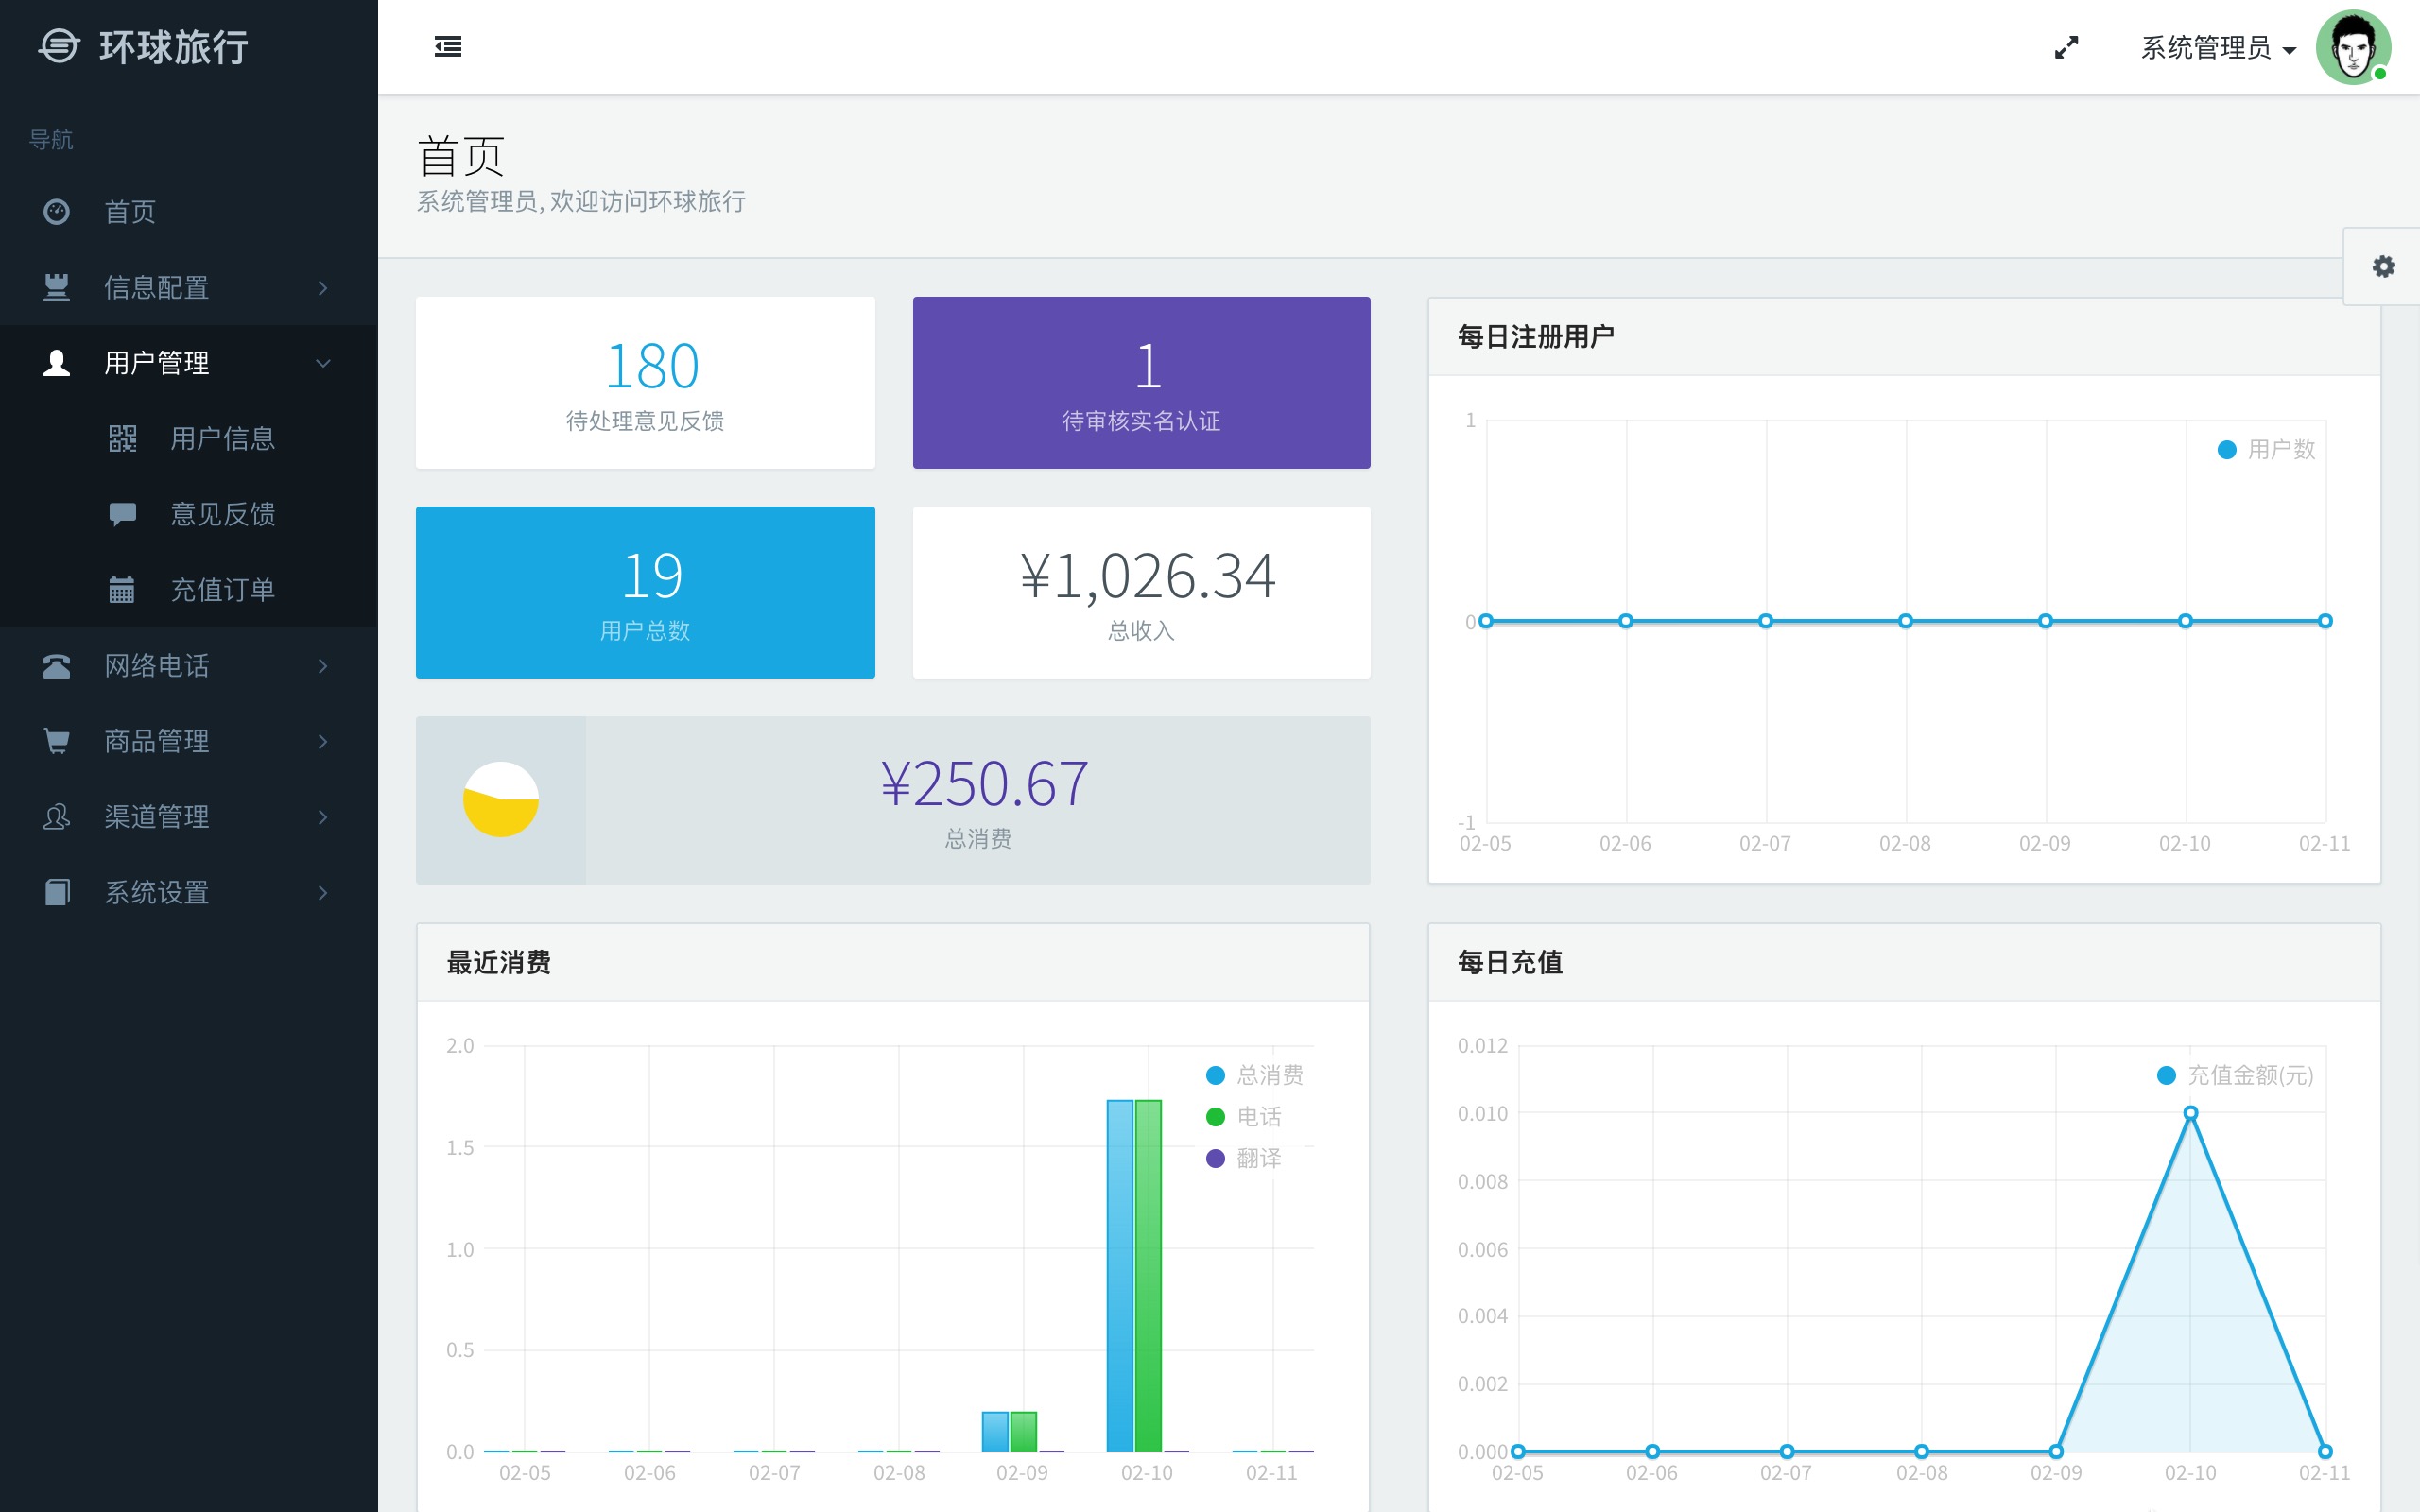 环球旅行
系统管理员
导航
首页
信息配置
用户管理
用户信息
意见反馈
充值订单
网络电话
商品管理
渠道管理
系统设置
首页
系统管理员, 欢迎访问环球旅行
180
待处理意见反馈
1
待审核实名认证
19
用户总数
¥1,026.34
总收入
¥250.67
总消费
每日注册用户
用户数
1
0
-1
02-05 02-06 02-07 02-08 02-09 02-10 02-11
最近消费
总消费
电话
翻译
2.0
1.5
1.0
0.5
0.0
02-05 02-06 02-07 02-08 02-09 02-10 02-11
每日充值
充值金额(元)
0.012
0.010
0.008
0.006
0.004
0.002
0.000
02-05 02-06 02-07 02-08 02-09 02-10 02-11